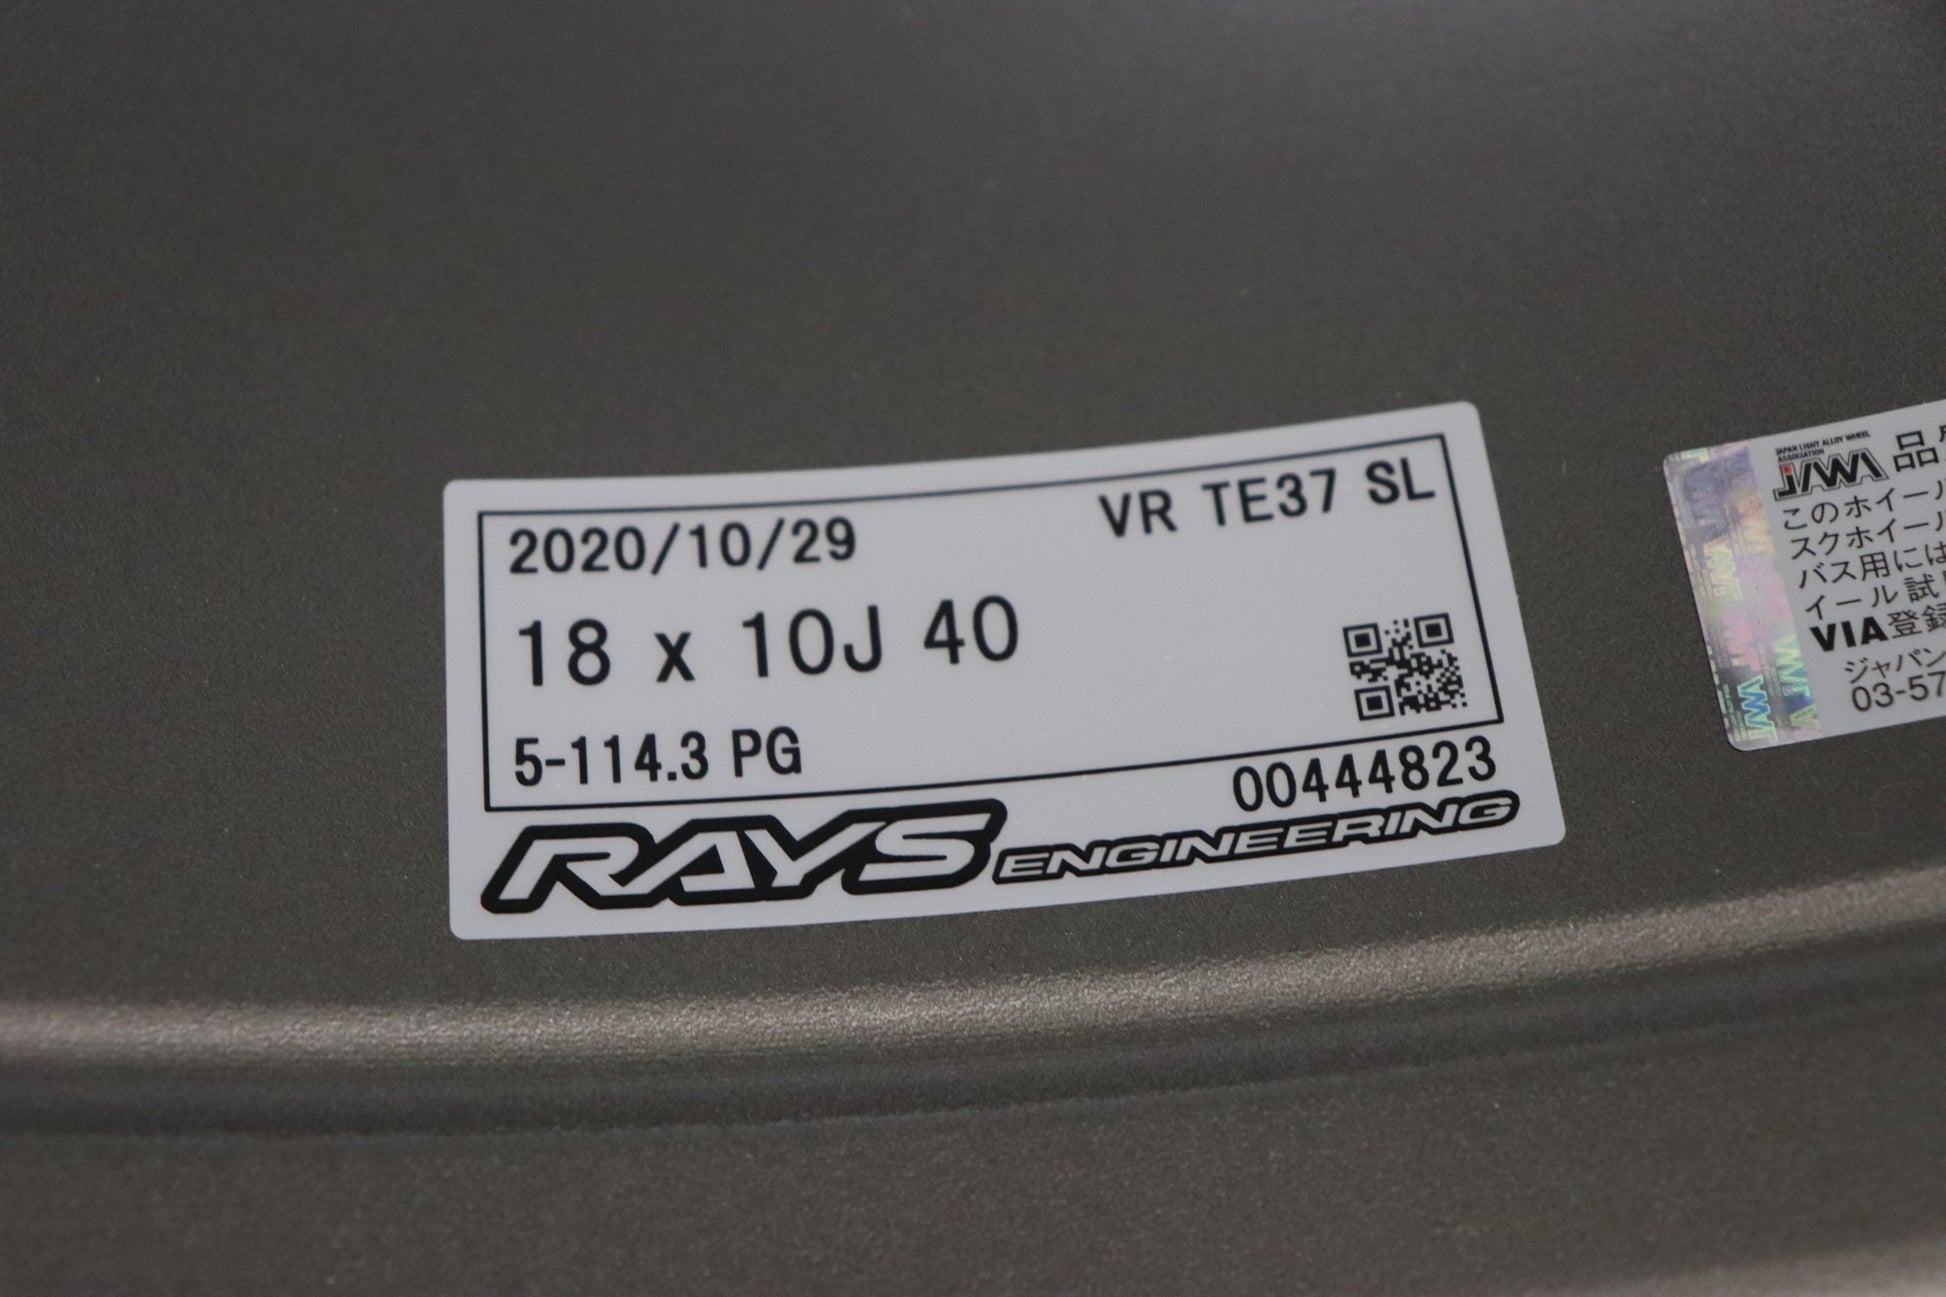 2020/10/29 VR TE37 SL
18 x 10J 40
5-114.3 PG
00444823
RAYS ENGINEERING
JAPAN LIGHT ALLOY WHEEL
ASSOCIATION
JAWA 品
このホイール
スクホイール
バス用には
イール試
VIA登録
ジャパン
03-57